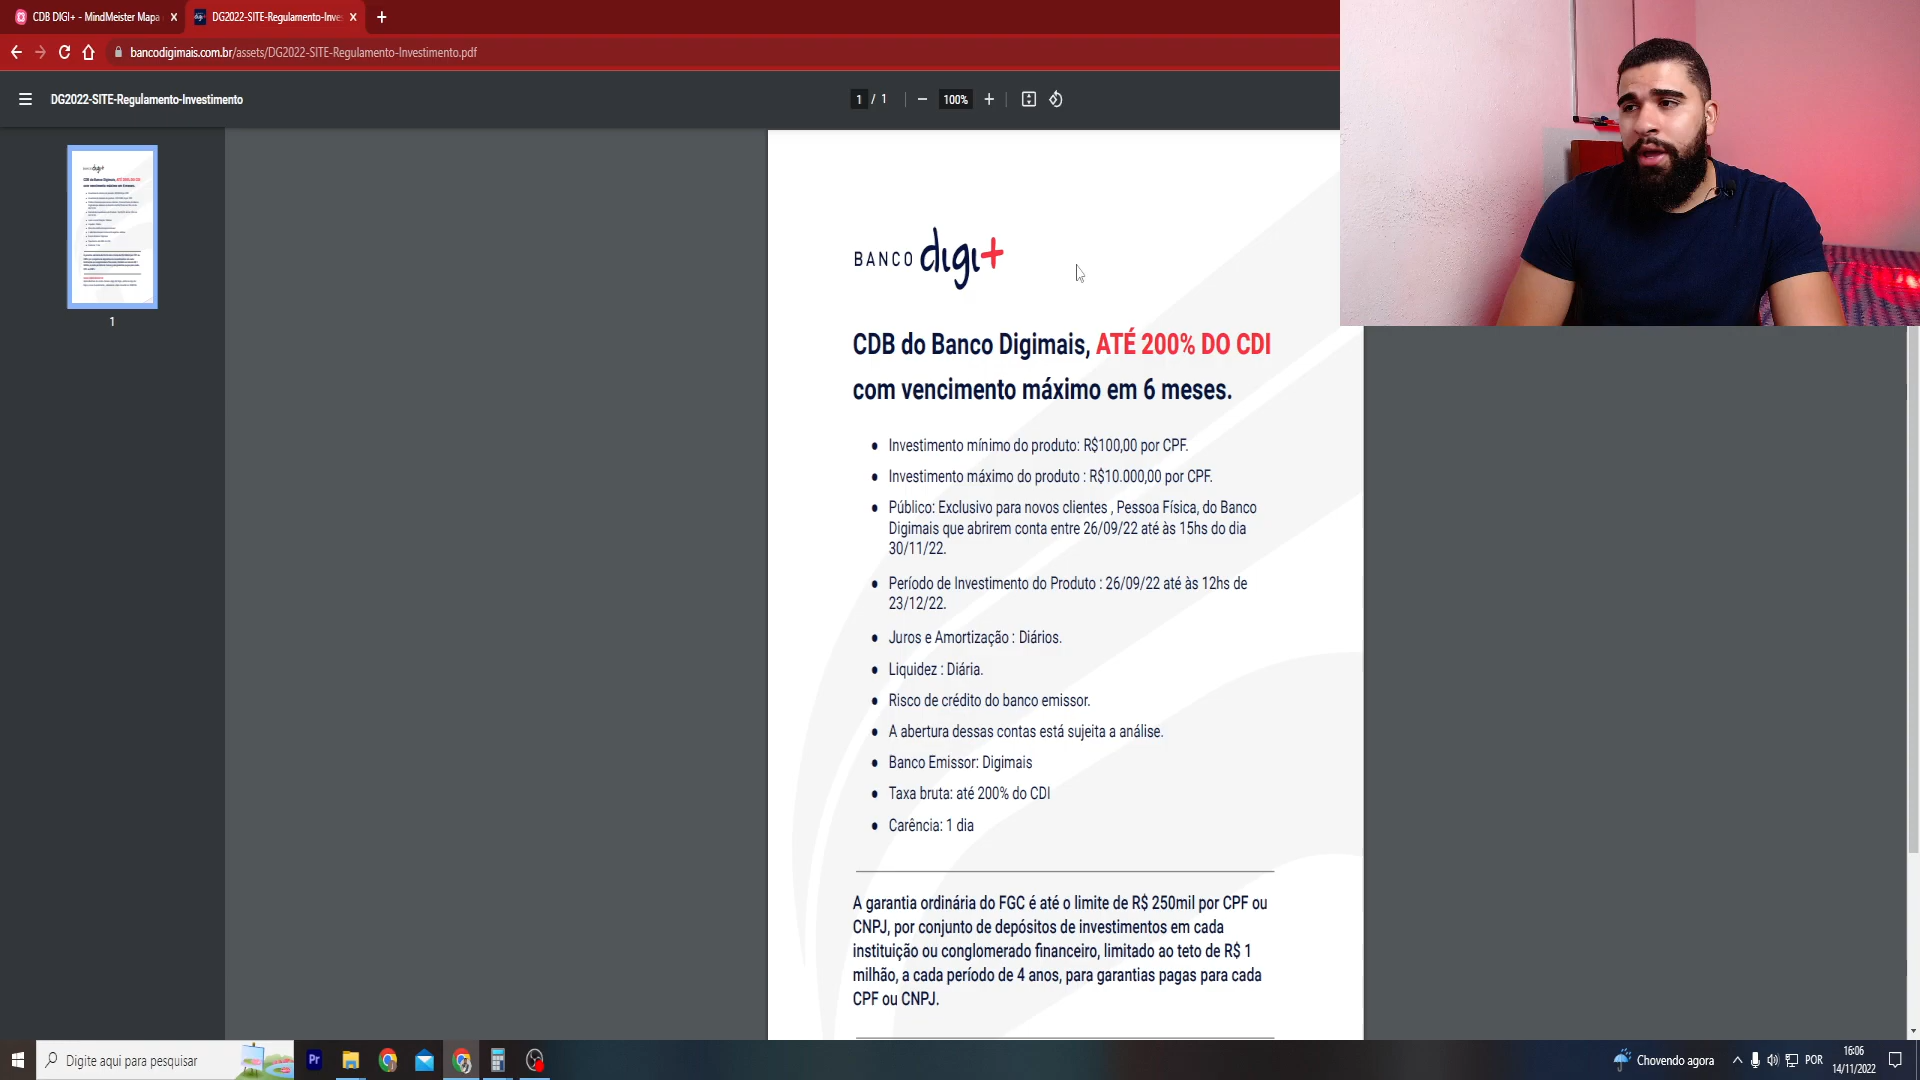 CDB DIGI+ - MindMeister Mapa
DG2022-SITE-Regulamento-Inve
bancodigimais.com.br/assets/DG2022-SITE-Regulamento-Investimento.pdf
DG2022-SITE-Regulamento-Investimento
1 / 1
100%
1
BANCO digi+
CDB do Banco Digimais, ATÉ 200% DO CDI
com vencimento máximo em 6 meses.
• Investimento mínimo do produto: R$100,00 por CPF.
• Investimento máximo do produto : R$10.000,00 por CPF.
• Público: Exclusivo para novos clientes , Pessoa Física, do Banco
Digimais que abrirem conta entre 26/09/22 até às 15hs do dia
30/11/22.
• Período de Investimento do Produto : 26/09/22 até às 12hs de
23/12/22.
• Juros e Amortização : Diários.
• Liquidez : Diária.
• Risco de crédito do banco emissor.
• A abertura dessas contas está sujeita a análise.
• Banco Emissor: Digimais
• Taxa bruta: até 200% do CDI
• Carência: 1 dia
A garantia ordinária do FGC é até o limite de R$ 250mil por CPF ou
CNPJ, por conjunto de depósitos de investimentos em cada
instituição ou conglomerado financeiro, limitado ao teto de R$ 1
milhão, a cada período de 4 anos, para garantias pagas para cada
CPF ou CNPJ.
Digite aqui para pesquisar
Pr
Chovendo agora
POR
16:06
14/11/2022